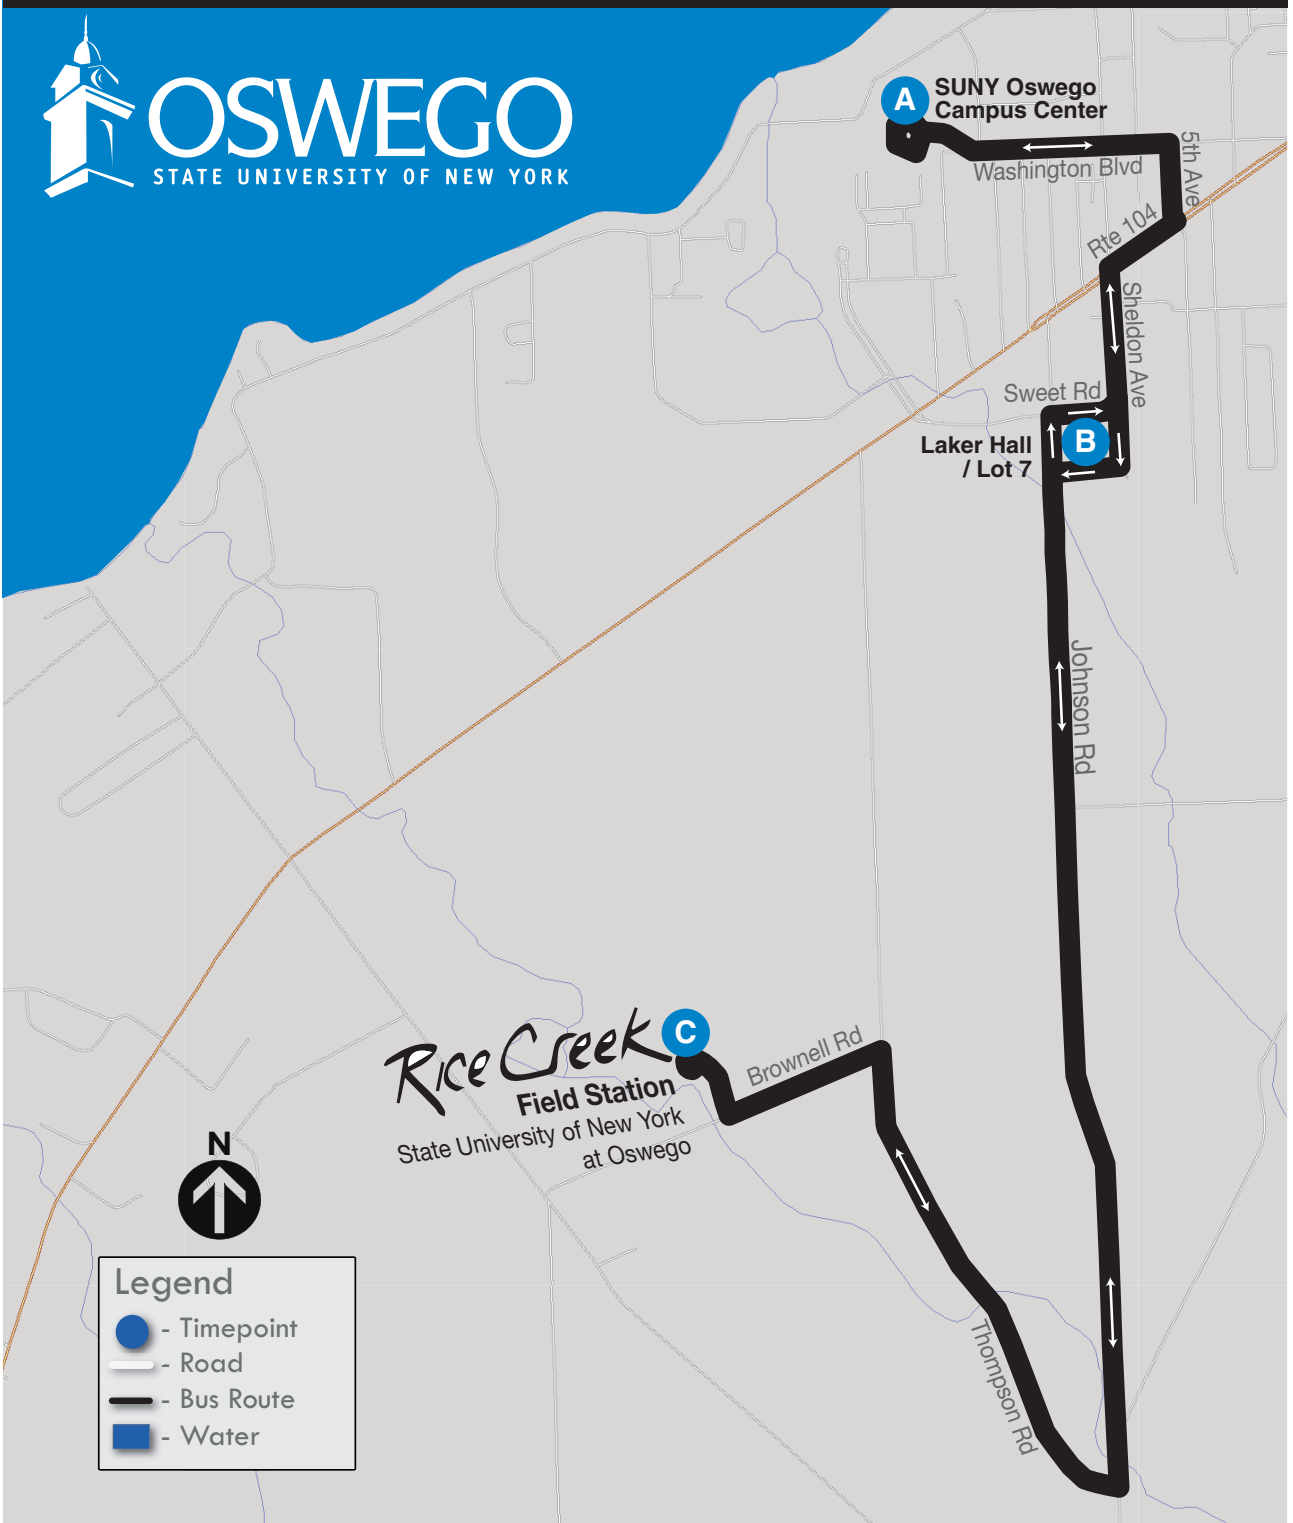 OSWEGO
STATE UNIVERSITY OF NEW YORK
A
SUNY Oswego
Campus Center
Washington Blvd
5th Ave
Rte 104
Sheldon Ave
Sweet Rd
B
Laker Hall
/ Lot 7
Johnson Rd
C
Rice Creek
Field Station
State University of New York
at Oswego
Brownell Rd
Thompson Rd
N
Legend
- Timepoint
- Road
- Bus Route
- Water